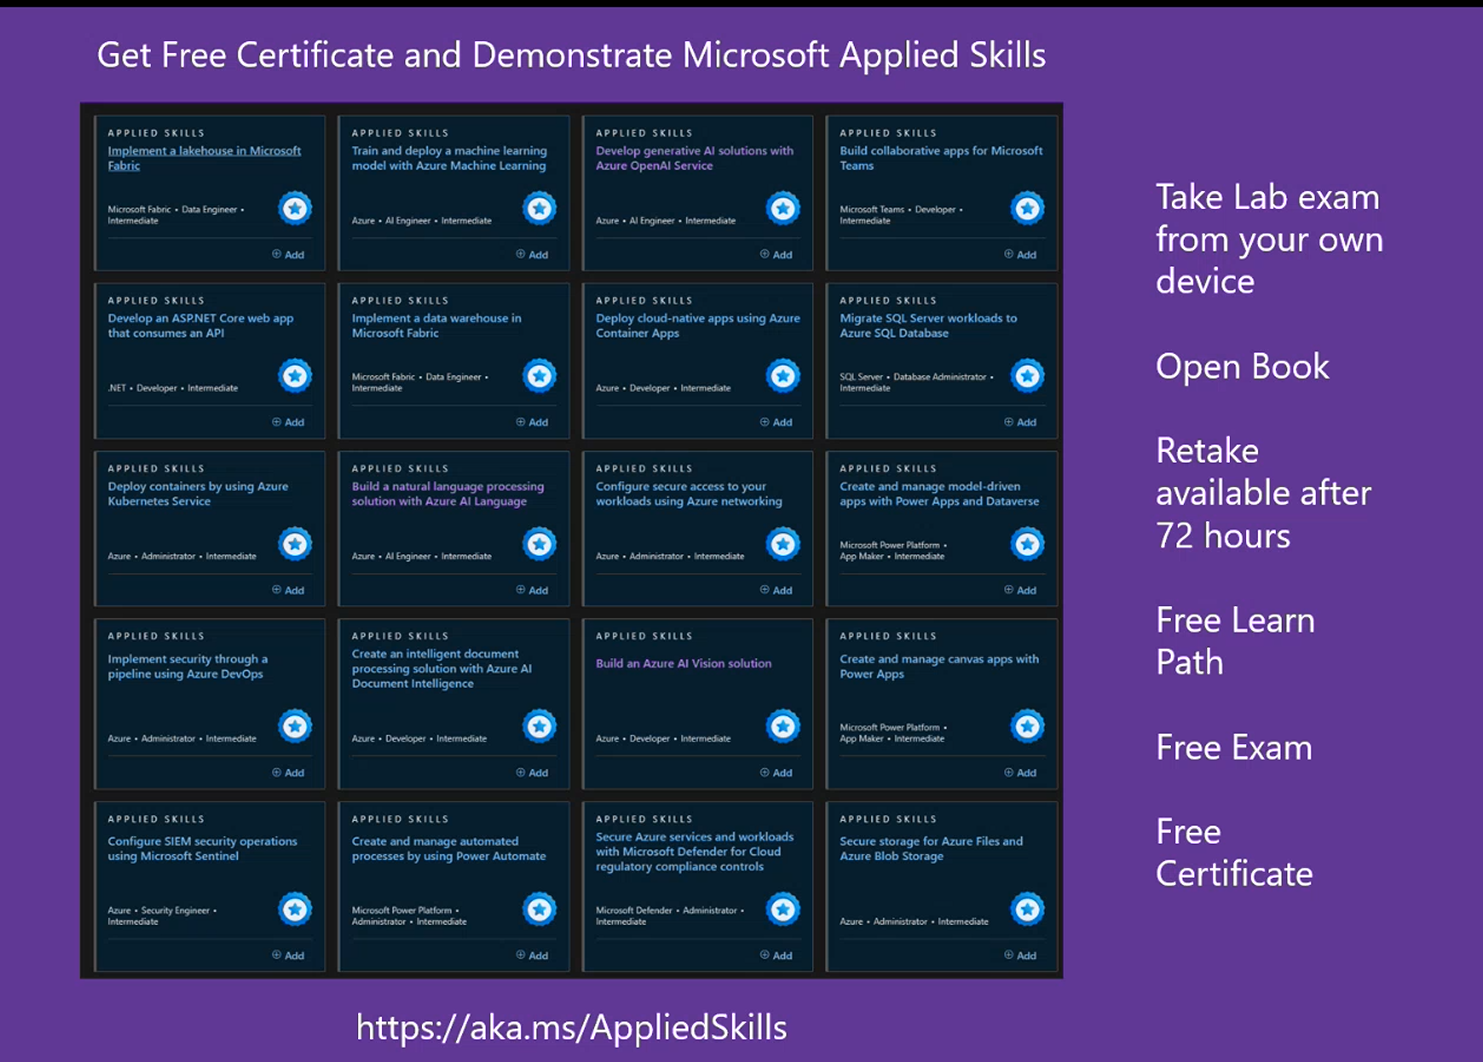 Get Free Certificate and Demonstrate Microsoft Applied Skills
APPLIED SKILLS
Implement a lakehouse in Microsoft
Fabric
Microsoft Fabric • Data Engineer •
Intermediate
Add
APPLIED SKILLS
Train and deploy a machine learning
model with Azure Machine Learning
Azure • AI Engineer • Intermediate
Add
APPLIED SKILLS
Develop generative AI solutions with
Azure OpenAI Service
Azure • AI Engineer • Intermediate
Add
APPLIED SKILLS
Build collaborative apps for Microsoft
Teams
Microsoft Teams • Developer •
Intermediate
Add
APPLIED SKILLS
Develop an ASP.NET Core web app
that consumes an API
.NET • Developer • Intermediate
Add
APPLIED SKILLS
Implement a data warehouse in
Microsoft Fabric
Microsoft Fabric • Data Engineer •
Intermediate
Add
APPLIED SKILLS
Deploy cloud-native apps using Azure
Container Apps
Azure • Developer • Intermediate
Add
APPLIED SKILLS
Migrate SQL Server workloads to
Azure SQL Database
SQL Server • Database Administrator •
Intermediate
Add
APPLIED SKILLS
Deploy containers by using Azure
Kubernetes Service
Azure • Administrator • Intermediate
Add
APPLIED SKILLS
Build a natural language processing
solution with Azure AI Language
Azure • AI Engineer • Intermediate
Add
APPLIED SKILLS
Configure secure access to your
workloads using Azure networking
Azure • Administrator • Intermediate
Add
APPLIED SKILLS
Create and manage model-driven
apps with Power Apps and Dataverse
Microsoft Power Platform •
App Maker • Intermediate
Add
APPLIED SKILLS
Implement security through a
pipeline using Azure DevOps
Azure • Administrator • Intermediate
Add
APPLIED SKILLS
Create an intelligent document
processing solution with Azure AI
Document Intelligence
Azure • Developer • Intermediate
Add
APPLIED SKILLS
Build an Azure AI Vision solution
Azure • Developer • Intermediate
Add
APPLIED SKILLS
Create and manage canvas apps with
Power Apps
Microsoft Power Platform •
App Maker • Intermediate
Add
APPLIED SKILLS
Configure SIEM security operations
using Microsoft Sentinel
Azure • Security Engineer •
Intermediate
Add
APPLIED SKILLS
Create and manage automated
processes by using Power Automate
Microsoft Power Platform •
Administrator • Intermediate
Add
APPLIED SKILLS
Secure Azure services and workloads
with Microsoft Defender for Cloud
regulatory compliance controls
Microsoft Defender • Administrator •
Intermediate
Add
APPLIED SKILLS
Secure storage for Azure Files and
Azure Blob Storage
Azure • Administrator • Intermediate
Add
Take Lab exam
from your own
device
Open Book
Retake
available after
72 hours
Free Learn
Path
Free Exam
Free
Certificate
https://aka.ms/AppliedSkills